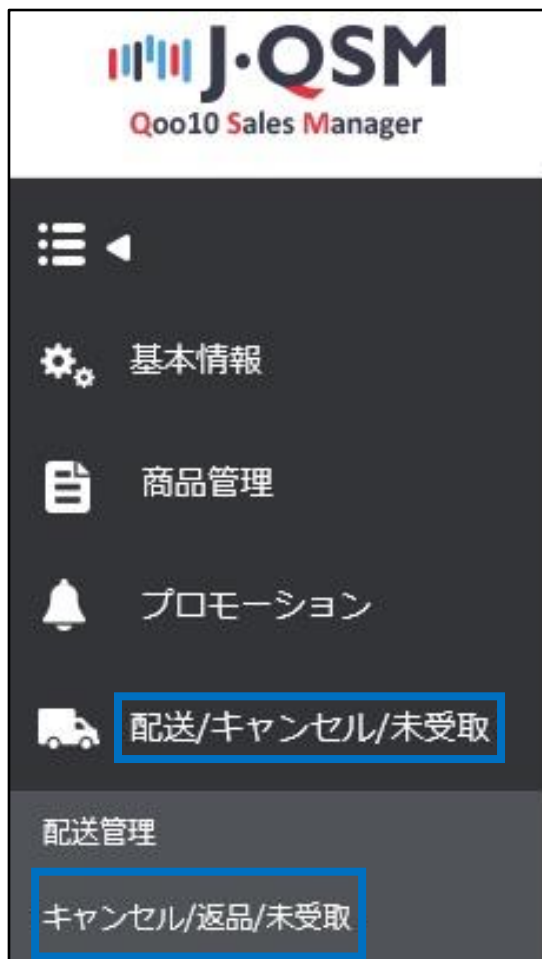 J·QSM
Qoo10 Sales Manager
基本情報
商品管理
プロモーション
配送/キャンセル/未受取
配送管理
キャンセル/返品/未受取